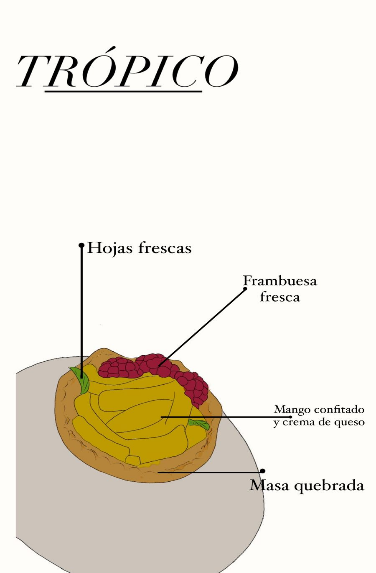 TRÓPICO
Hojas frescas
Frambuesa
fresca
Mango confitado
y crema de queso
Masa quebrada